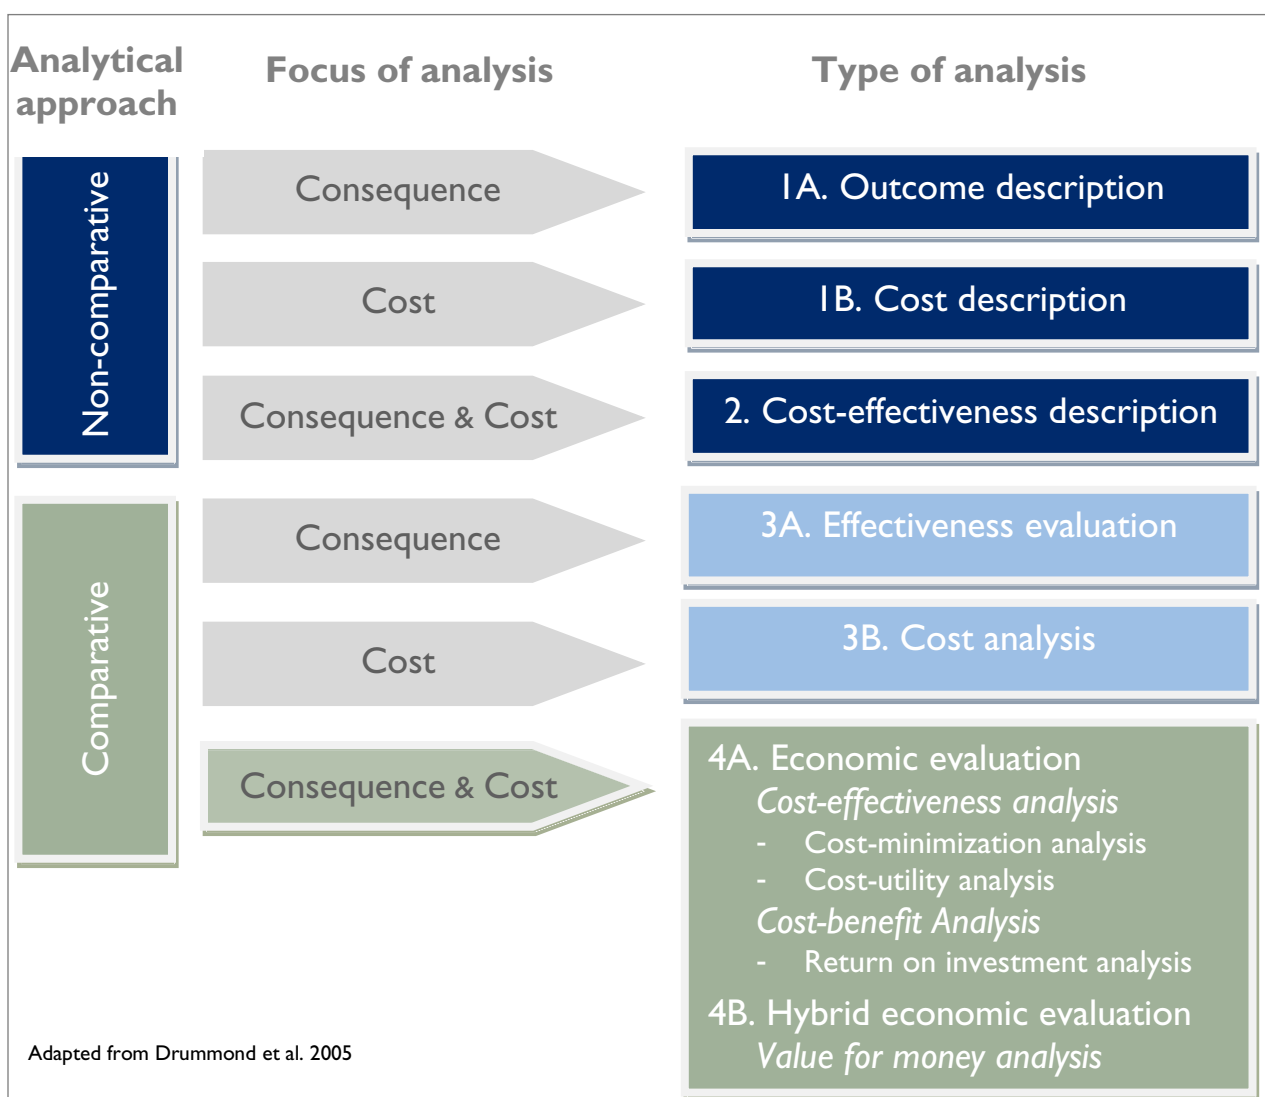 Analytical
approach
Focus of analysis
Type of analysis
Non-comparative
Consequence
1A. Outcome description
Cost
1B. Cost description
Consequence & Cost
2. Cost-effectiveness description
Comparative
Consequence
3A. Effectiveness evaluation
Cost
3B. Cost analysis
Consequence & Cost
4A. Economic evaluation
Cost-effectiveness analysis
- Cost-minimization analysis
- Cost-utility analysis
Cost-benefit Analysis
- Return on investment analysis
4B. Hybrid economic evaluation
Value for money analysis
Adapted from Drummond et al. 2005